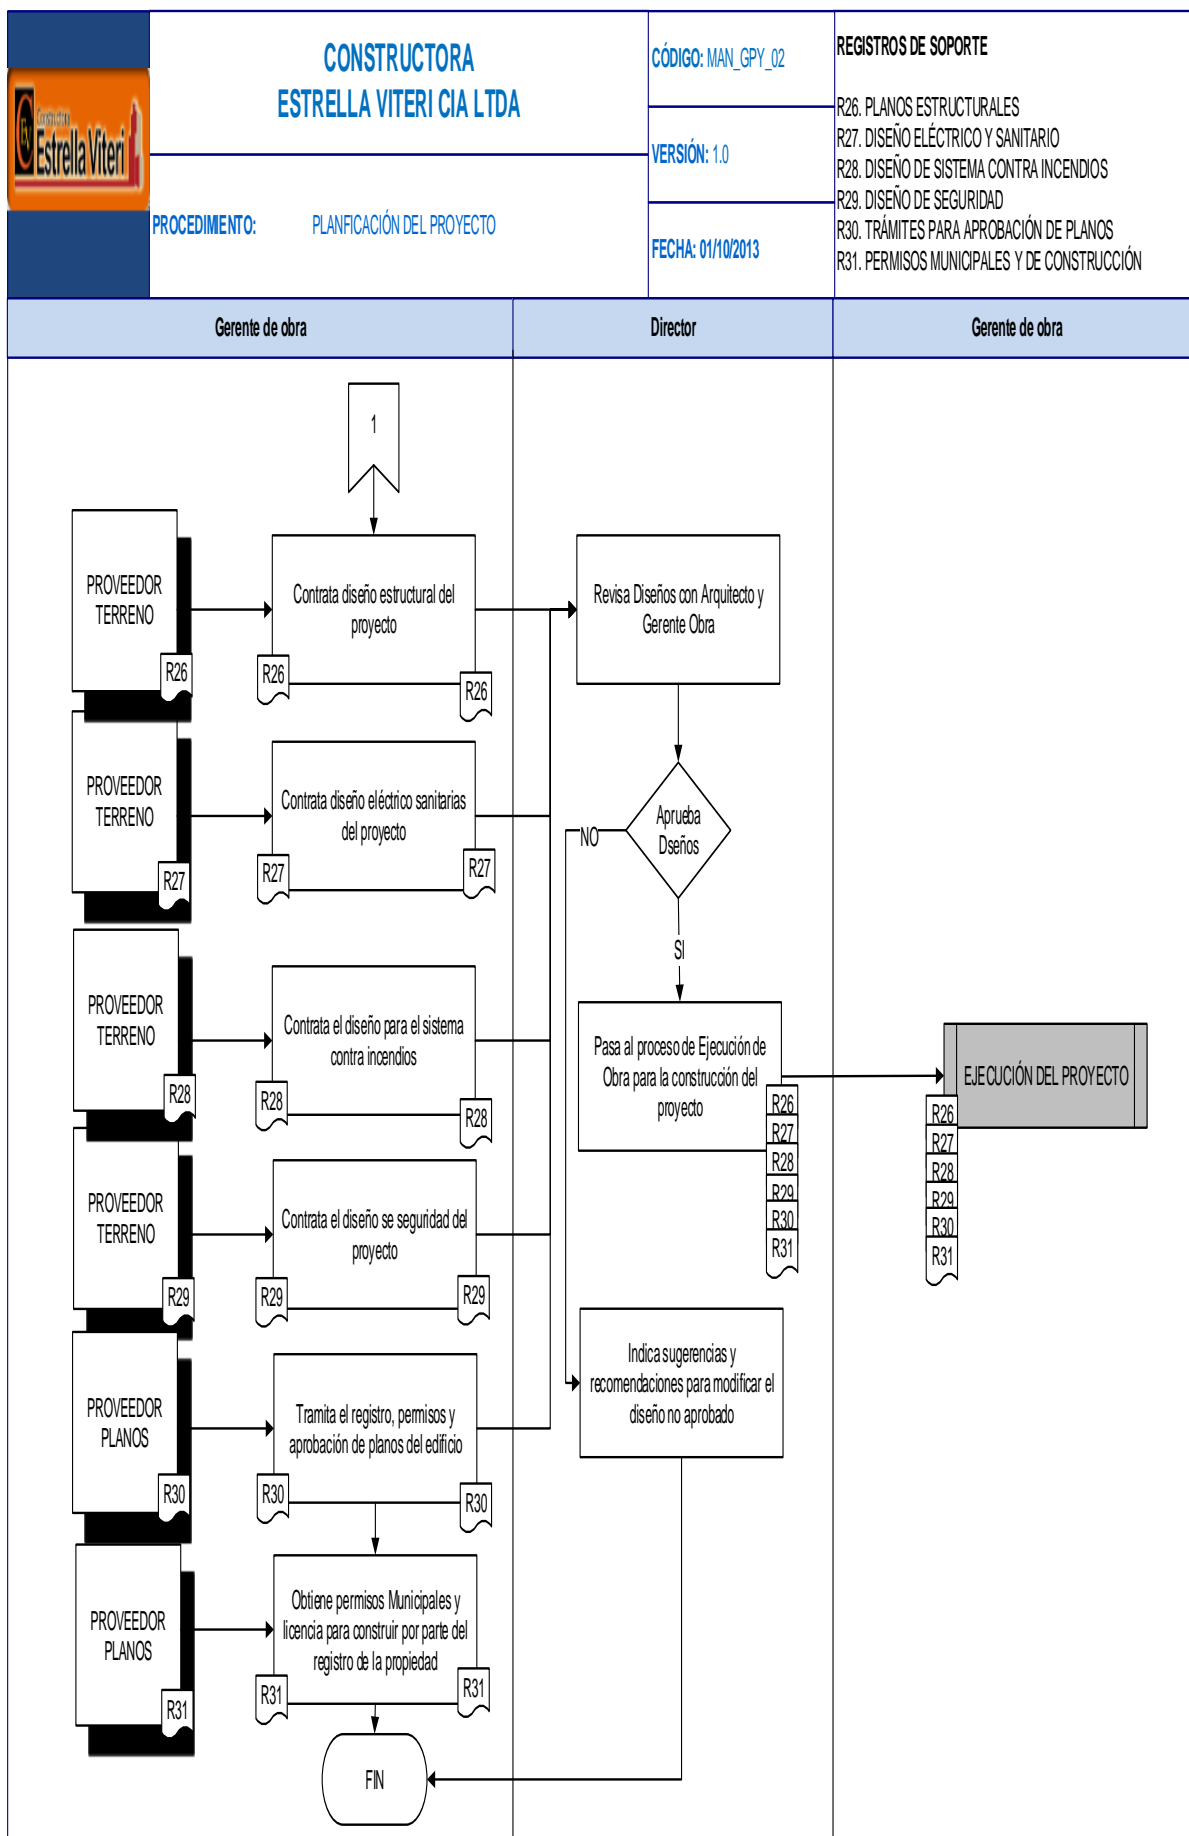 Constructora
Estrella Viteri
CONSTRUCTORA
ESTRELLA VITERI CIA LTDA
PROCEDIMIENTO: PLANFICACIÓN DEL PROYECTO
CÓDIGO: MAN_GPY_02
VERSIÓN: 1.0
FECHA: 01/10/2013
REGISTROS DE SOPORTE
R26. PLANOS ESTRUCTURALES
R27. DISEÑO ELÉCTRICO Y SANITARIO
R28. DISEÑO DE SISTEMA CONTRA INCENDIOS
R29. DISEÑO DE SEGURIDAD
R30. TRÁMITES PARA APROBACIÓN DE PLANOS
R31. PERMISOS MUNICIPALES Y DE CONSTRUCCIÓN
Gerente de obra
Director
Gerente de obra
1
PROVEEDOR
TERRENO
R26
Contrata diseño estructural del
proyecto
R26
R26
Revisa Diseños con Arquitecto y
Gerente Obra
PROVEEDOR
TERRENO
R27
Contrata diseño eléctrico sanitarias
del proyecto
R27
R27
Aprueba
Dseños
NO
SI
PROVEEDOR
TERRENO
R28
Contrata el diseño para el sistema
contra incendios
R28
R28
Pasa al proceso de Ejecución de
Obra para la construcción del
proyecto
R26
R27
R28
R29
R30
R31
EJECUCIÓN DEL PROYECTO
R26
R27
R28
R29
R30
R31
PROVEEDOR
TERRENO
R29
Contrata el diseño se seguridad del
proyecto
R29
R29
Indica sugerencias y
recomendaciones para modificar el
diseño no aprobado
PROVEEDOR
PLANOS
R30
Tramita el registro, permisos y
aprobación de planos del edificio
R30
R30
PROVEEDOR
PLANOS
R31
Obtiene permisos Municipales y
licencia para construir por parte del
registro de la propiedad
R31
R31
FIN